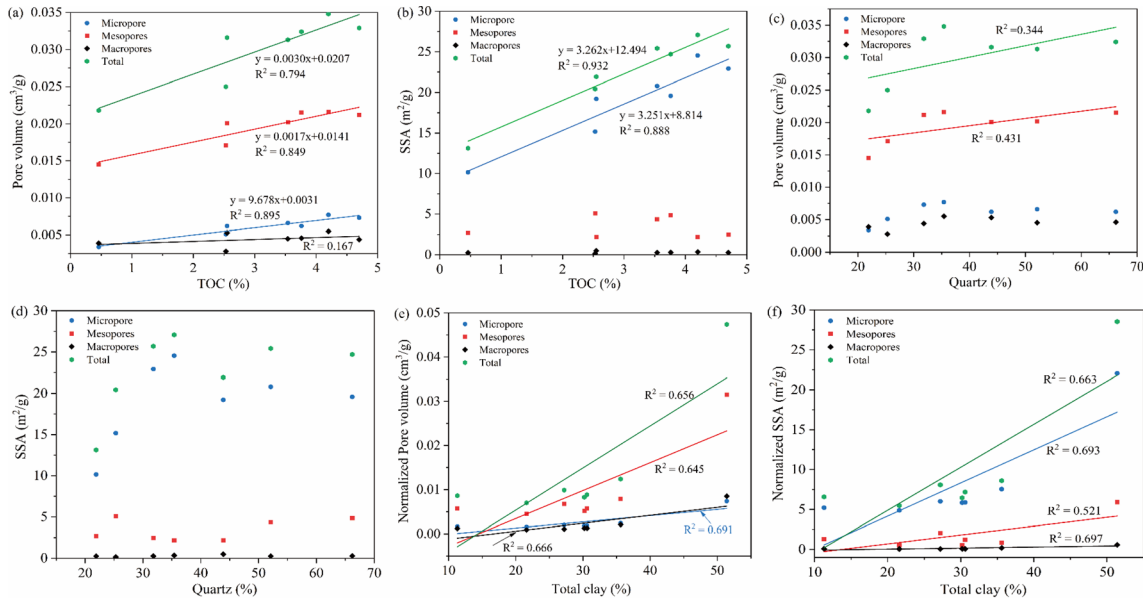 (a)
Micropore
Mesopores
Macropores
Total
y = 0.0030x+0.0207
R² = 0.794
y = 0.0017x+0.0141
R² = 0.849
y = 9.678x+0.0031
R² = 0.895
R² = 0.167
Pore volume (cm³/g)
0.035
0.030
0.025
0.020
0.015
0.010
0.005
0 1 2 3 4 5
TOC (%)
(b)
Micropore
Mesopores
Macropores
Total
y = 3.262x+12.494
R² = 0.932
y = 3.251x+8.814
R² = 0.888
SSA (m²/g)
30
25
20
15
10
5
0
0 1 2 3 4 5
TOC (%)
(c)
Micropore
Mesopores
Macropores
Total
R²=0.344
R² = 0.431
Pore volume (cm³/g)
0.035
0.030
0.025
0.020
0.015
0.010
0.005
0.000
20 30 40 50 60 70
Quartz (%)
(d)
Micropore
Mesopores
Macropores
Total
SSA (m²/g)
30
25
20
15
10
5
0
20 30 40 50 60 70
Quartz (%)
(e)
Micropore
Mesopores
Macropores
Total
R² = 0.656
R² = 0.645
R² = 0.691
R² = 0.666
Normalized Pore volume (cm³/g)
0.05
0.04
0.03
0.02
0.01
0.00
10 20 30 40 50
Total clay (%)
(f)
Micropore
Mesopores
Macropores
Total
R² = 0.663
R² = 0.693
R² = 0.521
R² = 0.697
Normalized SSA (m²/g)
30
25
20
15
10
5
0
10 20 30 40 50
Total clay (%)